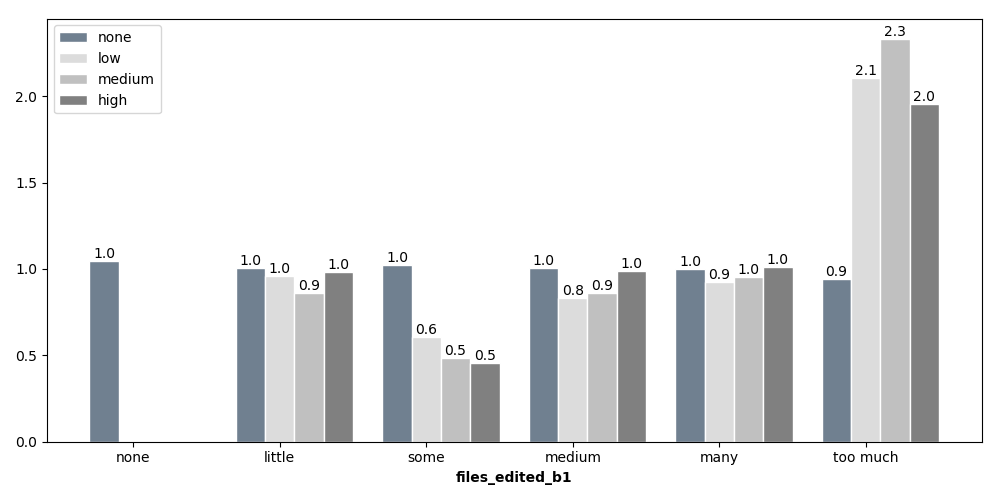 none
low
medium
high
2.0
1.5
1.0
0.5
0.0
1.0
1.0 1.0 0.9 1.0
1.0 0.6 0.5 0.5
1.0 0.8 0.9 1.0
1.0 0.9 1.0 1.0
0.9 2.1 2.3 2.0
none little some medium many too much
files_edited_b1